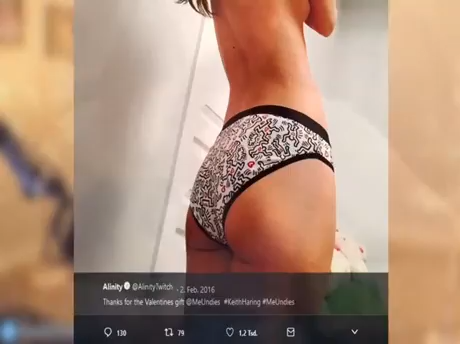 Alinity @AlinityTwitch · 2. Feb. 2016
Thanks for the Valentines gift @MeUndies #KeithHaring #MeUndies
130 79 1.2 Tsd.